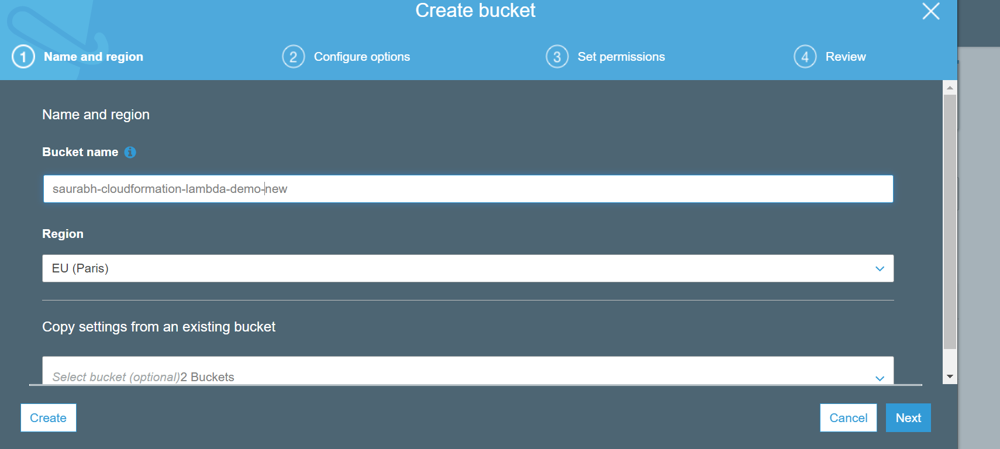 Create bucket
1 Name and region 2 Configure options 3 Set permissions 4 Review
Name and region
Bucket name
saurabh-cloudformation-lambda-demo-new
Region
EU (Paris)
Copy settings from an existing bucket
Select bucket (optional)2 Buckets
Create Cancel Next